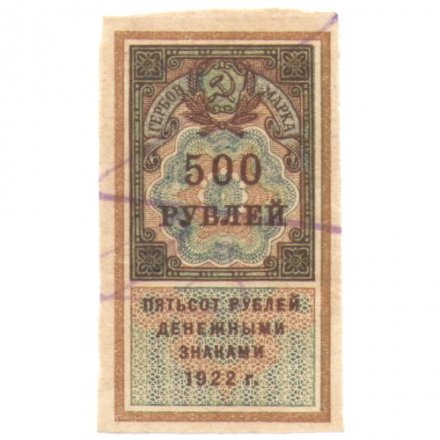 ГЕРБОВ. МАРКА
500
РУБЛЕЙ
ПЯТЬСОТ РУБЛЕЙ
ДЕНЕЖНЫМИ
ЗНАКАМИ
1922 г.